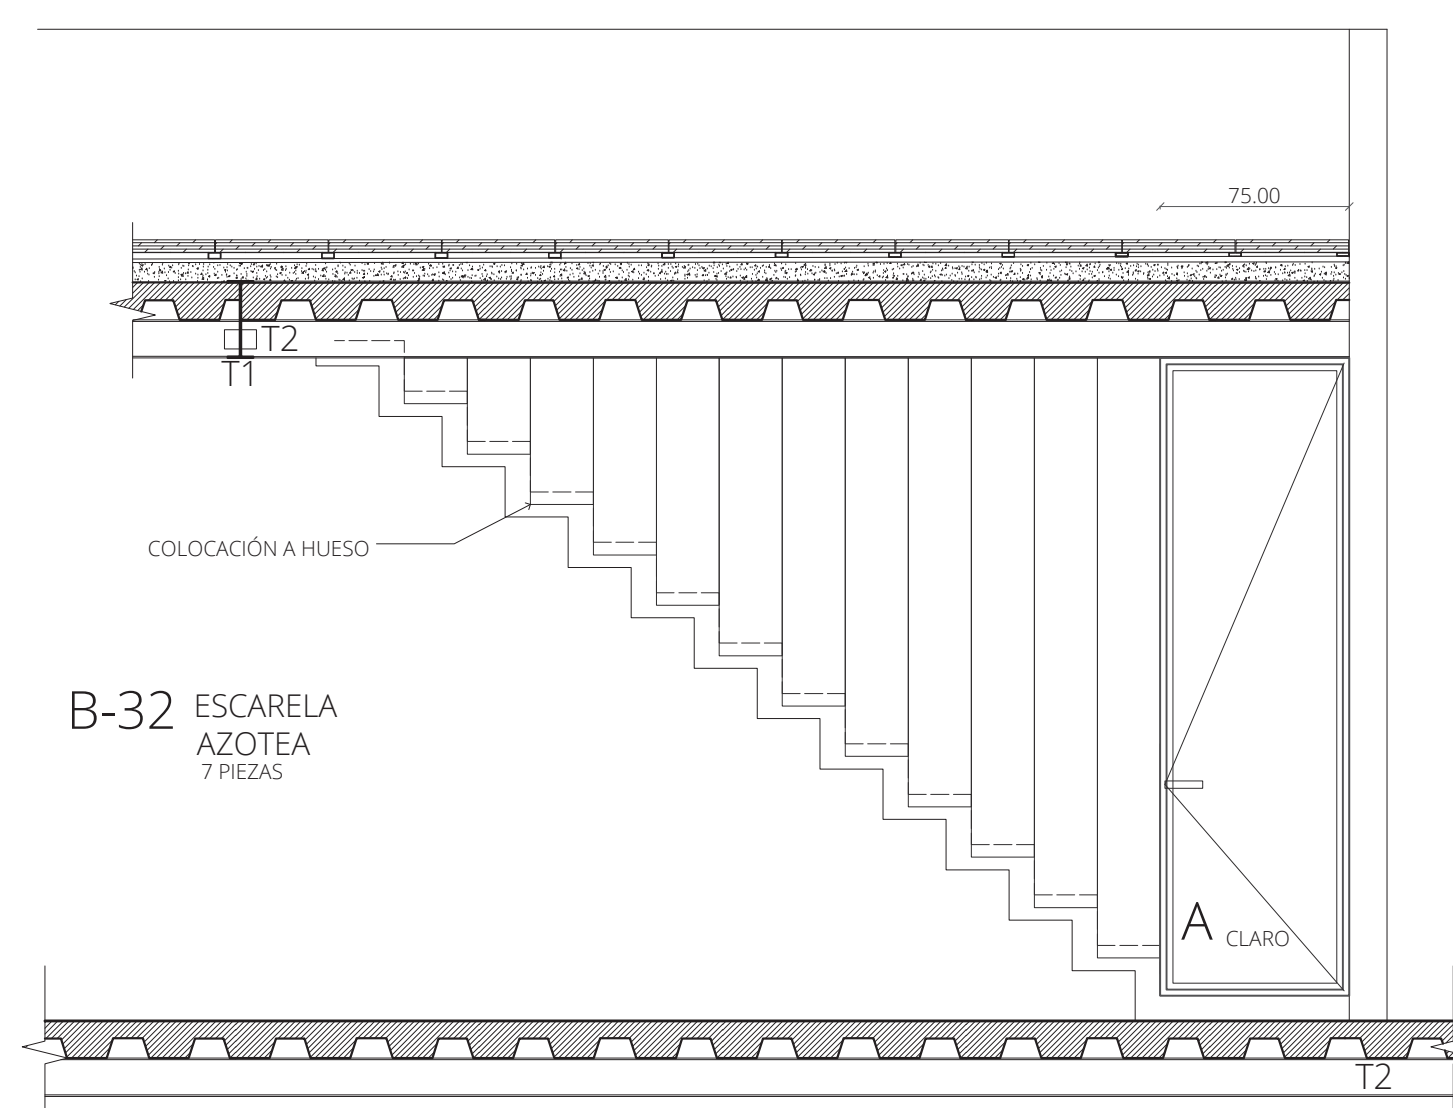 75.00
T2
T1
COLOCACIÓN A HUESO
B-32 ESCARELA
AZOTEA
7 PIEZAS
A CLARO
T2